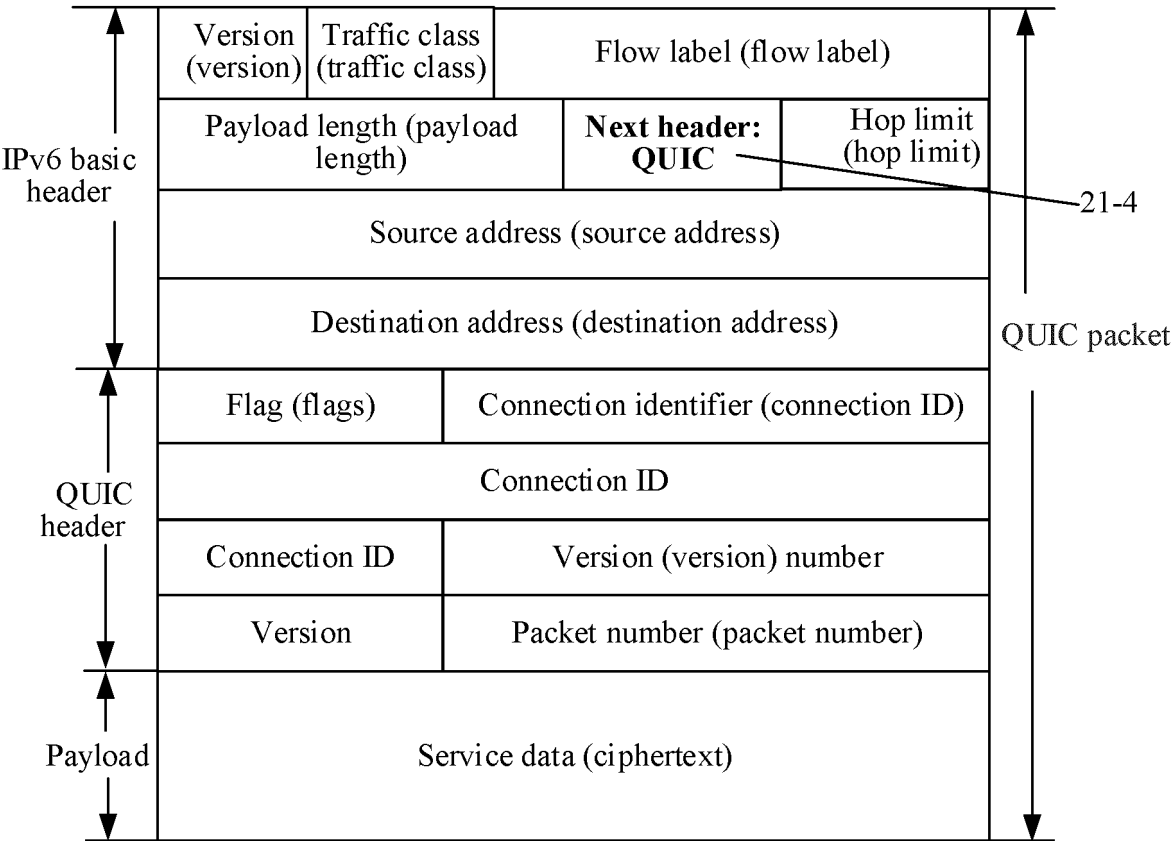 Version
(version)
Traffic class
(traffic class)
Flow label (flow label)
Payload length (payload
length)
Next header:
QUIC
Hop limit
(hop limit)
IPv6 basic
header
21-4
Source address (source address)
Destination address (destination address)
QUIC packet
Flag (flags)
Connection identifier (connection ID)
Connection ID
QUIC
header
Connection ID
Version (version) number
Version
Packet number (packet number)
Payload
Service data (ciphertext)